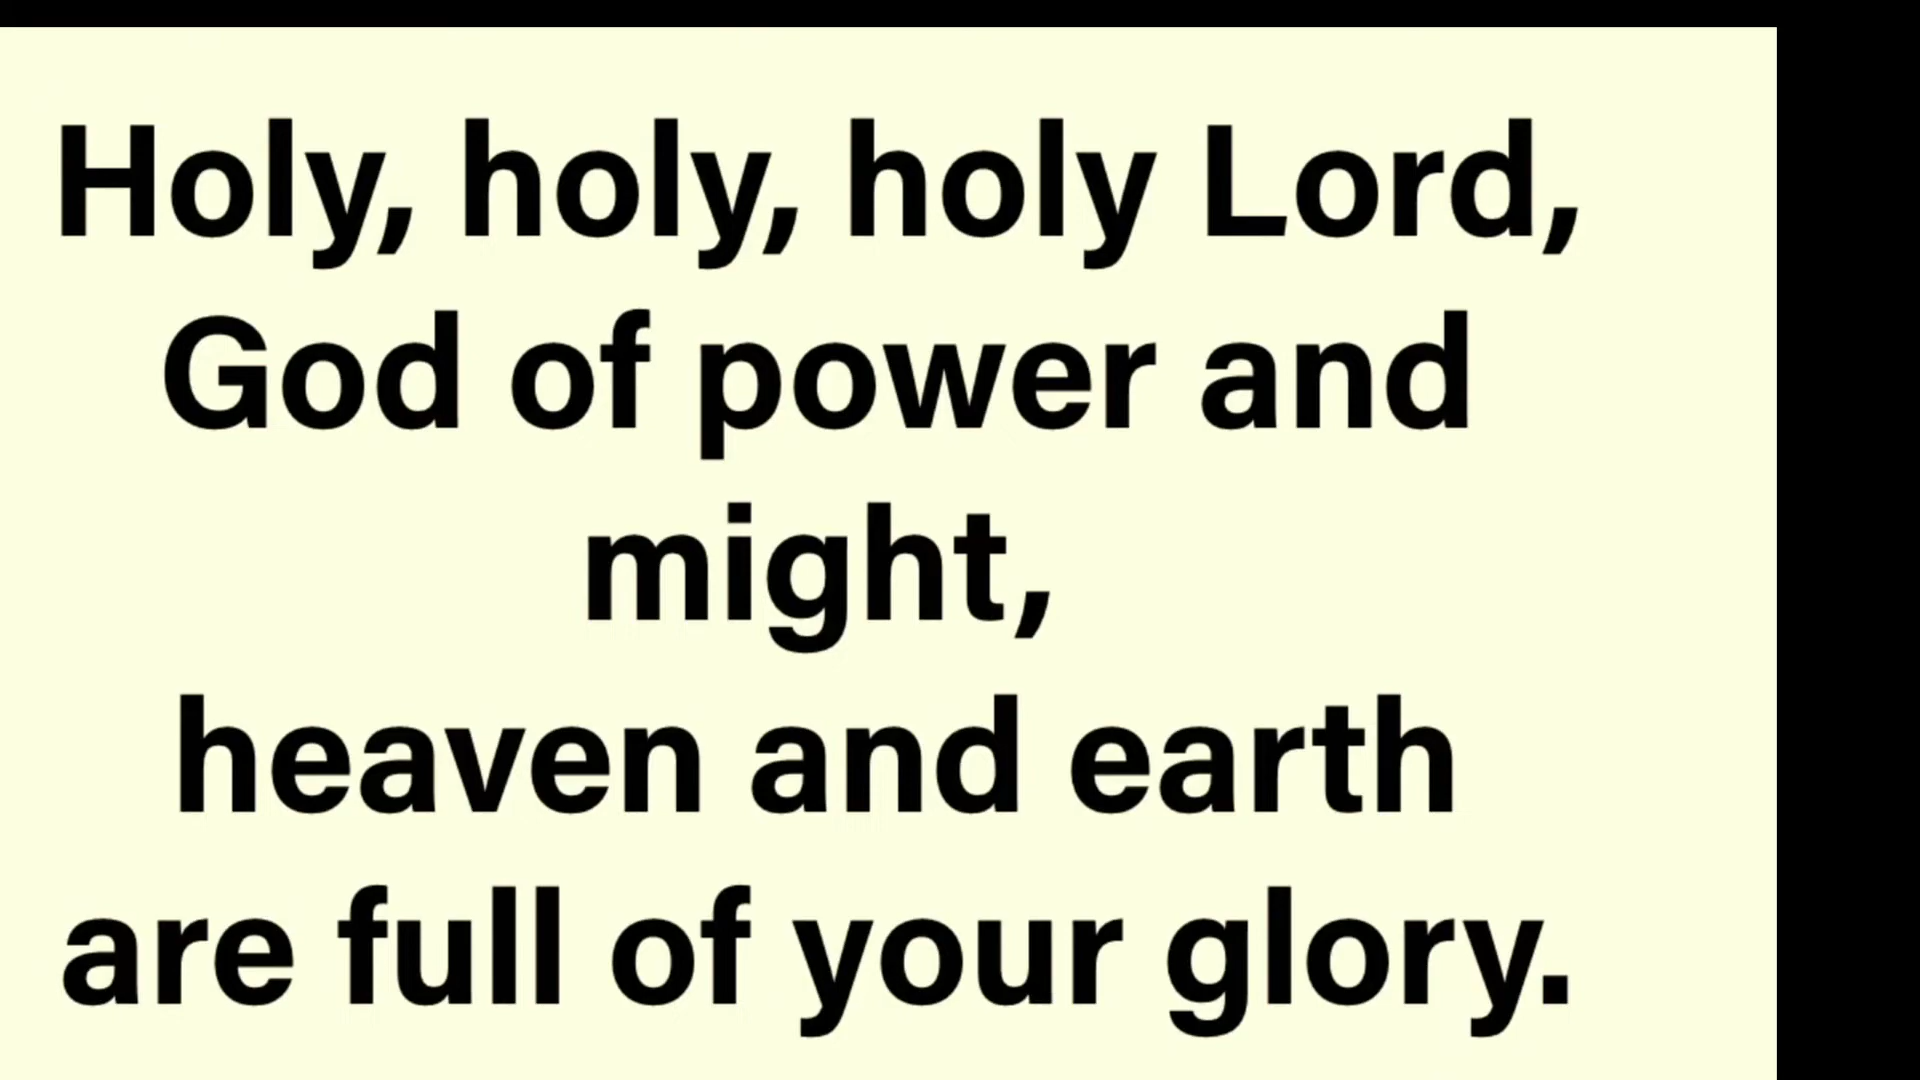 Holy, holy, holy Lord,
God of power and
might,
heaven and earth
are full of your glory.